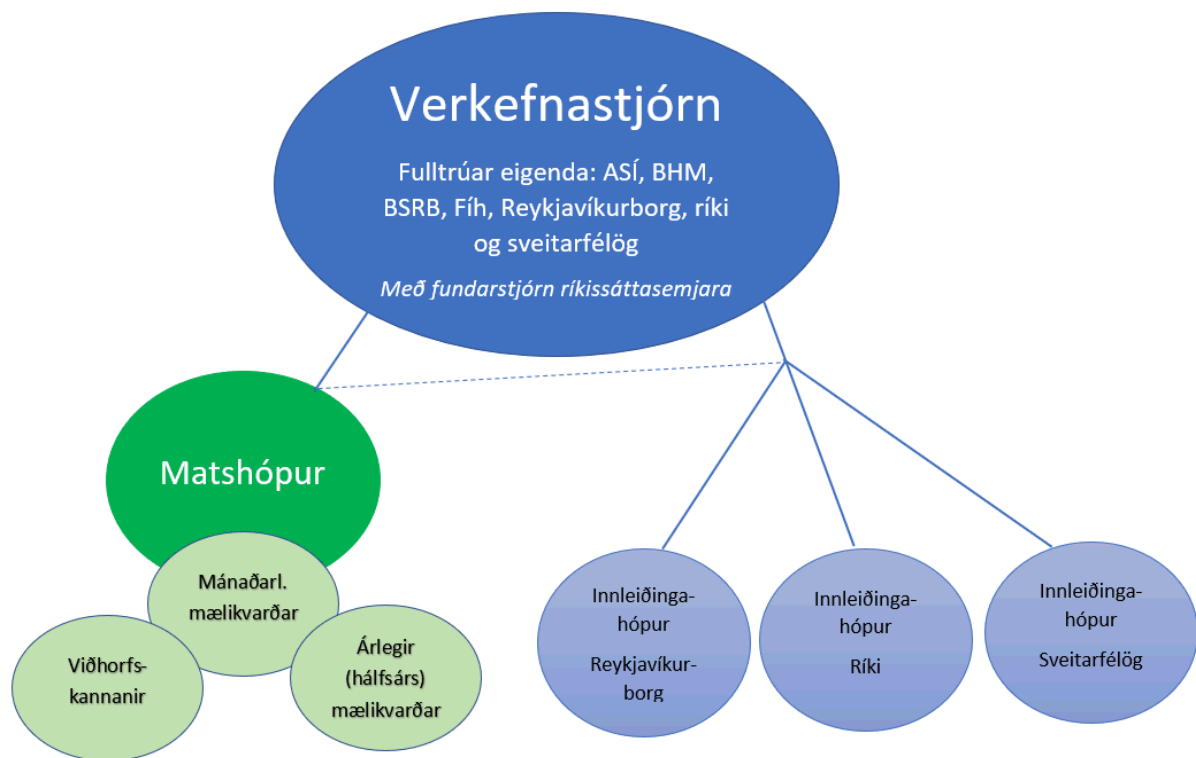 Verkefnastjórn
Fulltrúar eigenda: ASÍ, BHM,
BSRB, Fíh, Reykjavíkurborg, ríki
og sveitarfélög
Með fundarstjórn ríkissáttasemjara
Matshópur
Mánaðarl.
mælikvarðar
Viðhorfs-
kannanir
Árlegir
(hálfsárs)
mælikvarðar
Innleiðinga-
hópur
Reykjavíkur-
borg
Innleiðinga-
hópur
Ríki
Innleiðinga-
hópur
Sveitarfélög